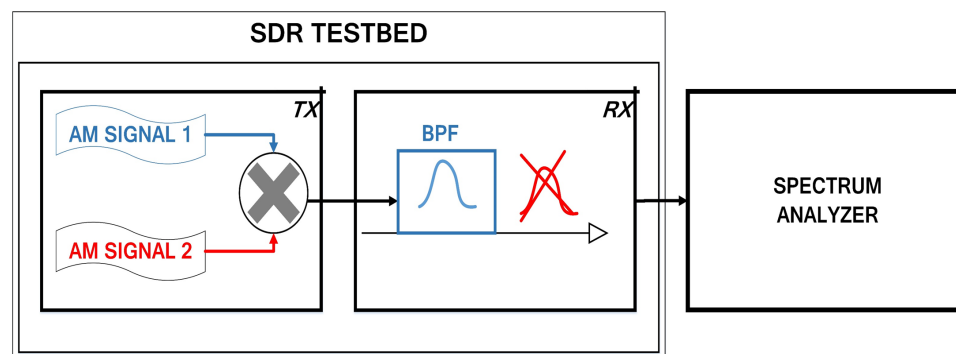 SDR TESTBED
TX
AM SIGNAL 1
AM SIGNAL 2
RX
BPF
SPECTRUM
ANALYZER